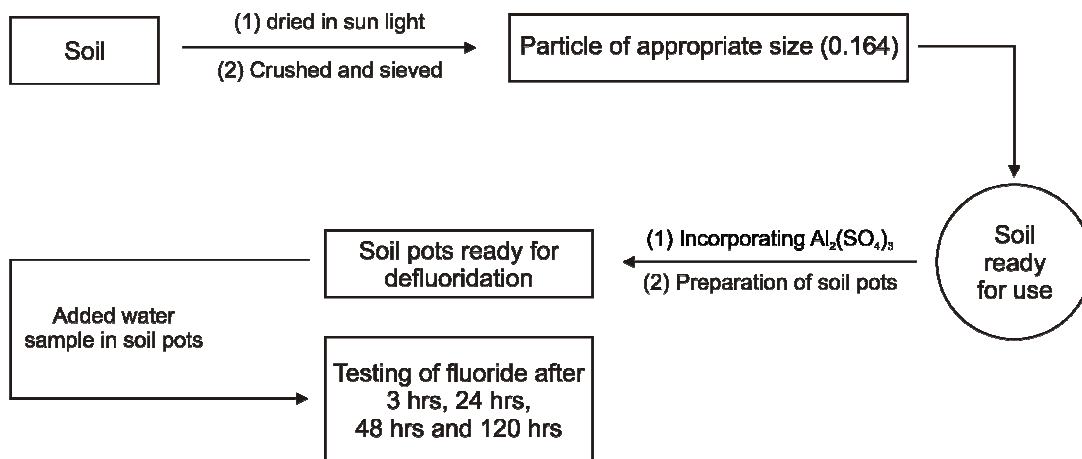 Soil
(1) dried in sun light
(2) Crushed and sieved
Particle of appropriate size (0.164)
Soil
ready
for use
(1) Incorporating Al₂(SO₄)₃
(2) Preparation of soil pots
Soil pots ready for
defluoridation
Added water
sample in soil pots
Testing of fluoride after
3 hrs, 24 hrs,
48 hrs and 120 hrs